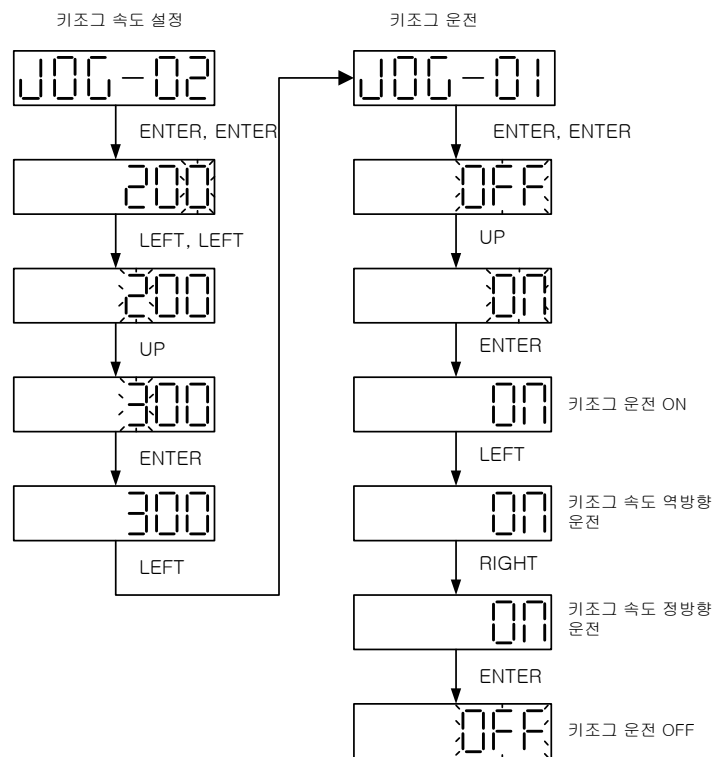 키조그 속도 설정
JOG-02
ENTER, ENTER
200
LEFT, LEFT
200
UP
300
ENTER
300
LEFT
키조그 운전
JOG-01
ENTER, ENTER
OFF
UP
ON
ENTER
ON
키조그 운전 ON
LEFT
ON
키조그 속도 역방향
운전
RIGHT
ON
키조그 속도 정방향
운전
ENTER
OFF
키조그 운전 OFF